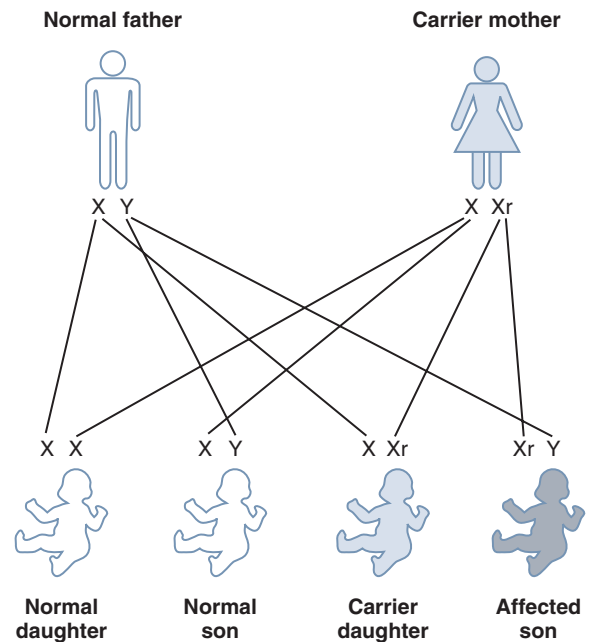 Normal father
Carrier mother
X Y
X Xr
X X
X Y
X Xr
Xr Y
Normal
daughter
Normal
son
Carrier
daughter
Affected
son